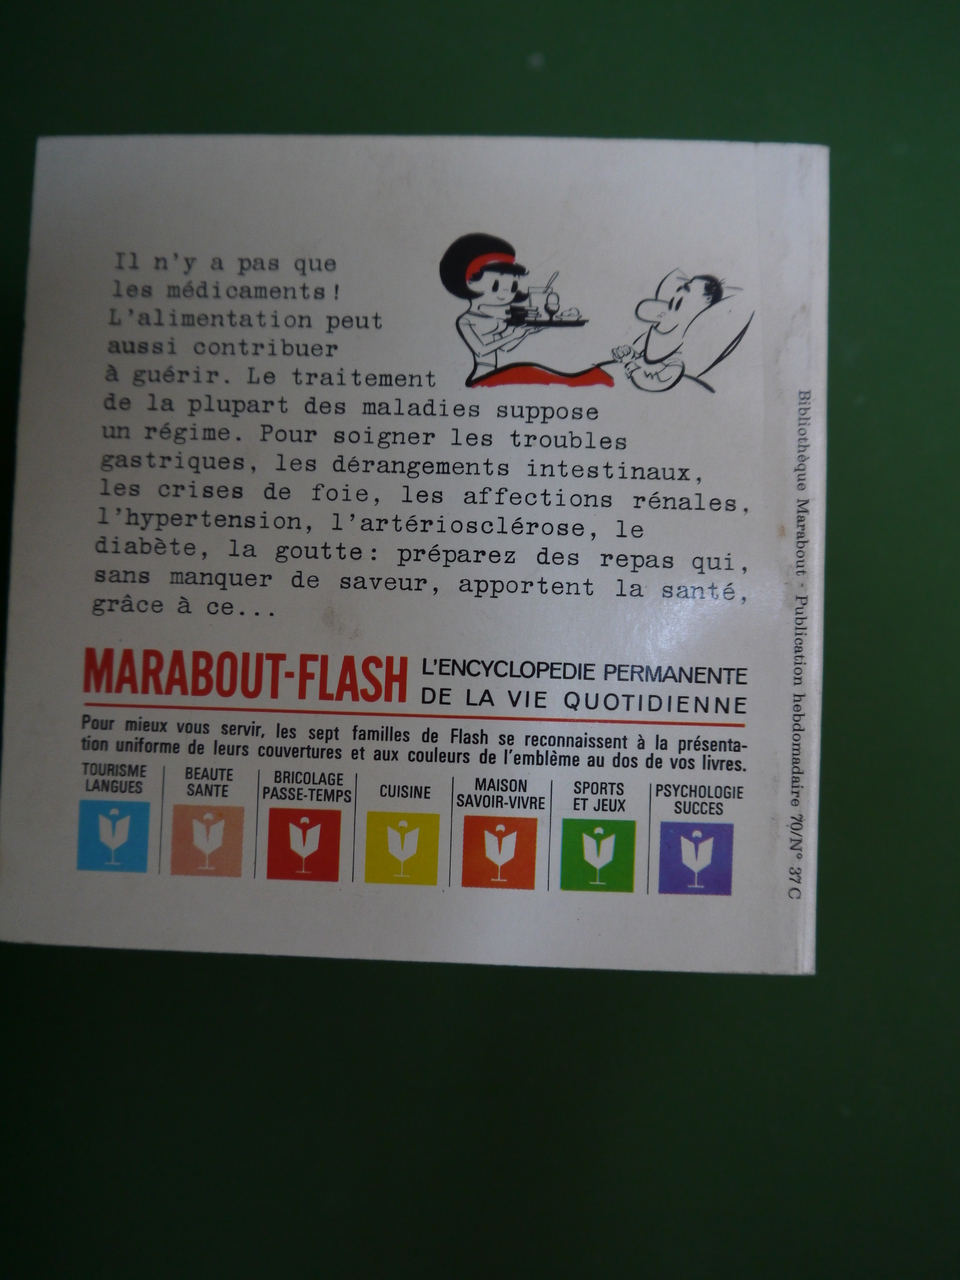 Il n'y a pas que
les médicaments!
L'alimentation peut
aussi contribuer
à guérir. Le traitement
de la plupart des maladies suppose
un régime. Pour soigner les troubles
gastriques, les dérangements intestinaux,
les crises de foie, les affections rénales,
l'hypertension, l'artériosclérose, le
diabète, la goutte: préparez des repas qui,
sans manquer de saveur, apportent la santé,
grâce à ce...
MARABOUT-FLASH
L'ENCYCLOPEDIE PERMANENTE
DE LA VIE QUOTIDIENNE
Pour mieux vous servir, les sept familles de Flash se reconnaissent à la présenta-
tion uniforme de leurs couvertures et aux couleurs de l'emblème au dos de vos livres.
TOURISME
LANGUES
BEAUTE
SANTE
BRICOLAGE
PASSE-TEMPS
CUISINE
MAISON
SAVOIR-VIVRE
SPORTS
ET JEUX
PSYCHOLOGIE
SUCCES
Bibliothèque Marabout - Publication hebdomadaire 70/N° 37 C